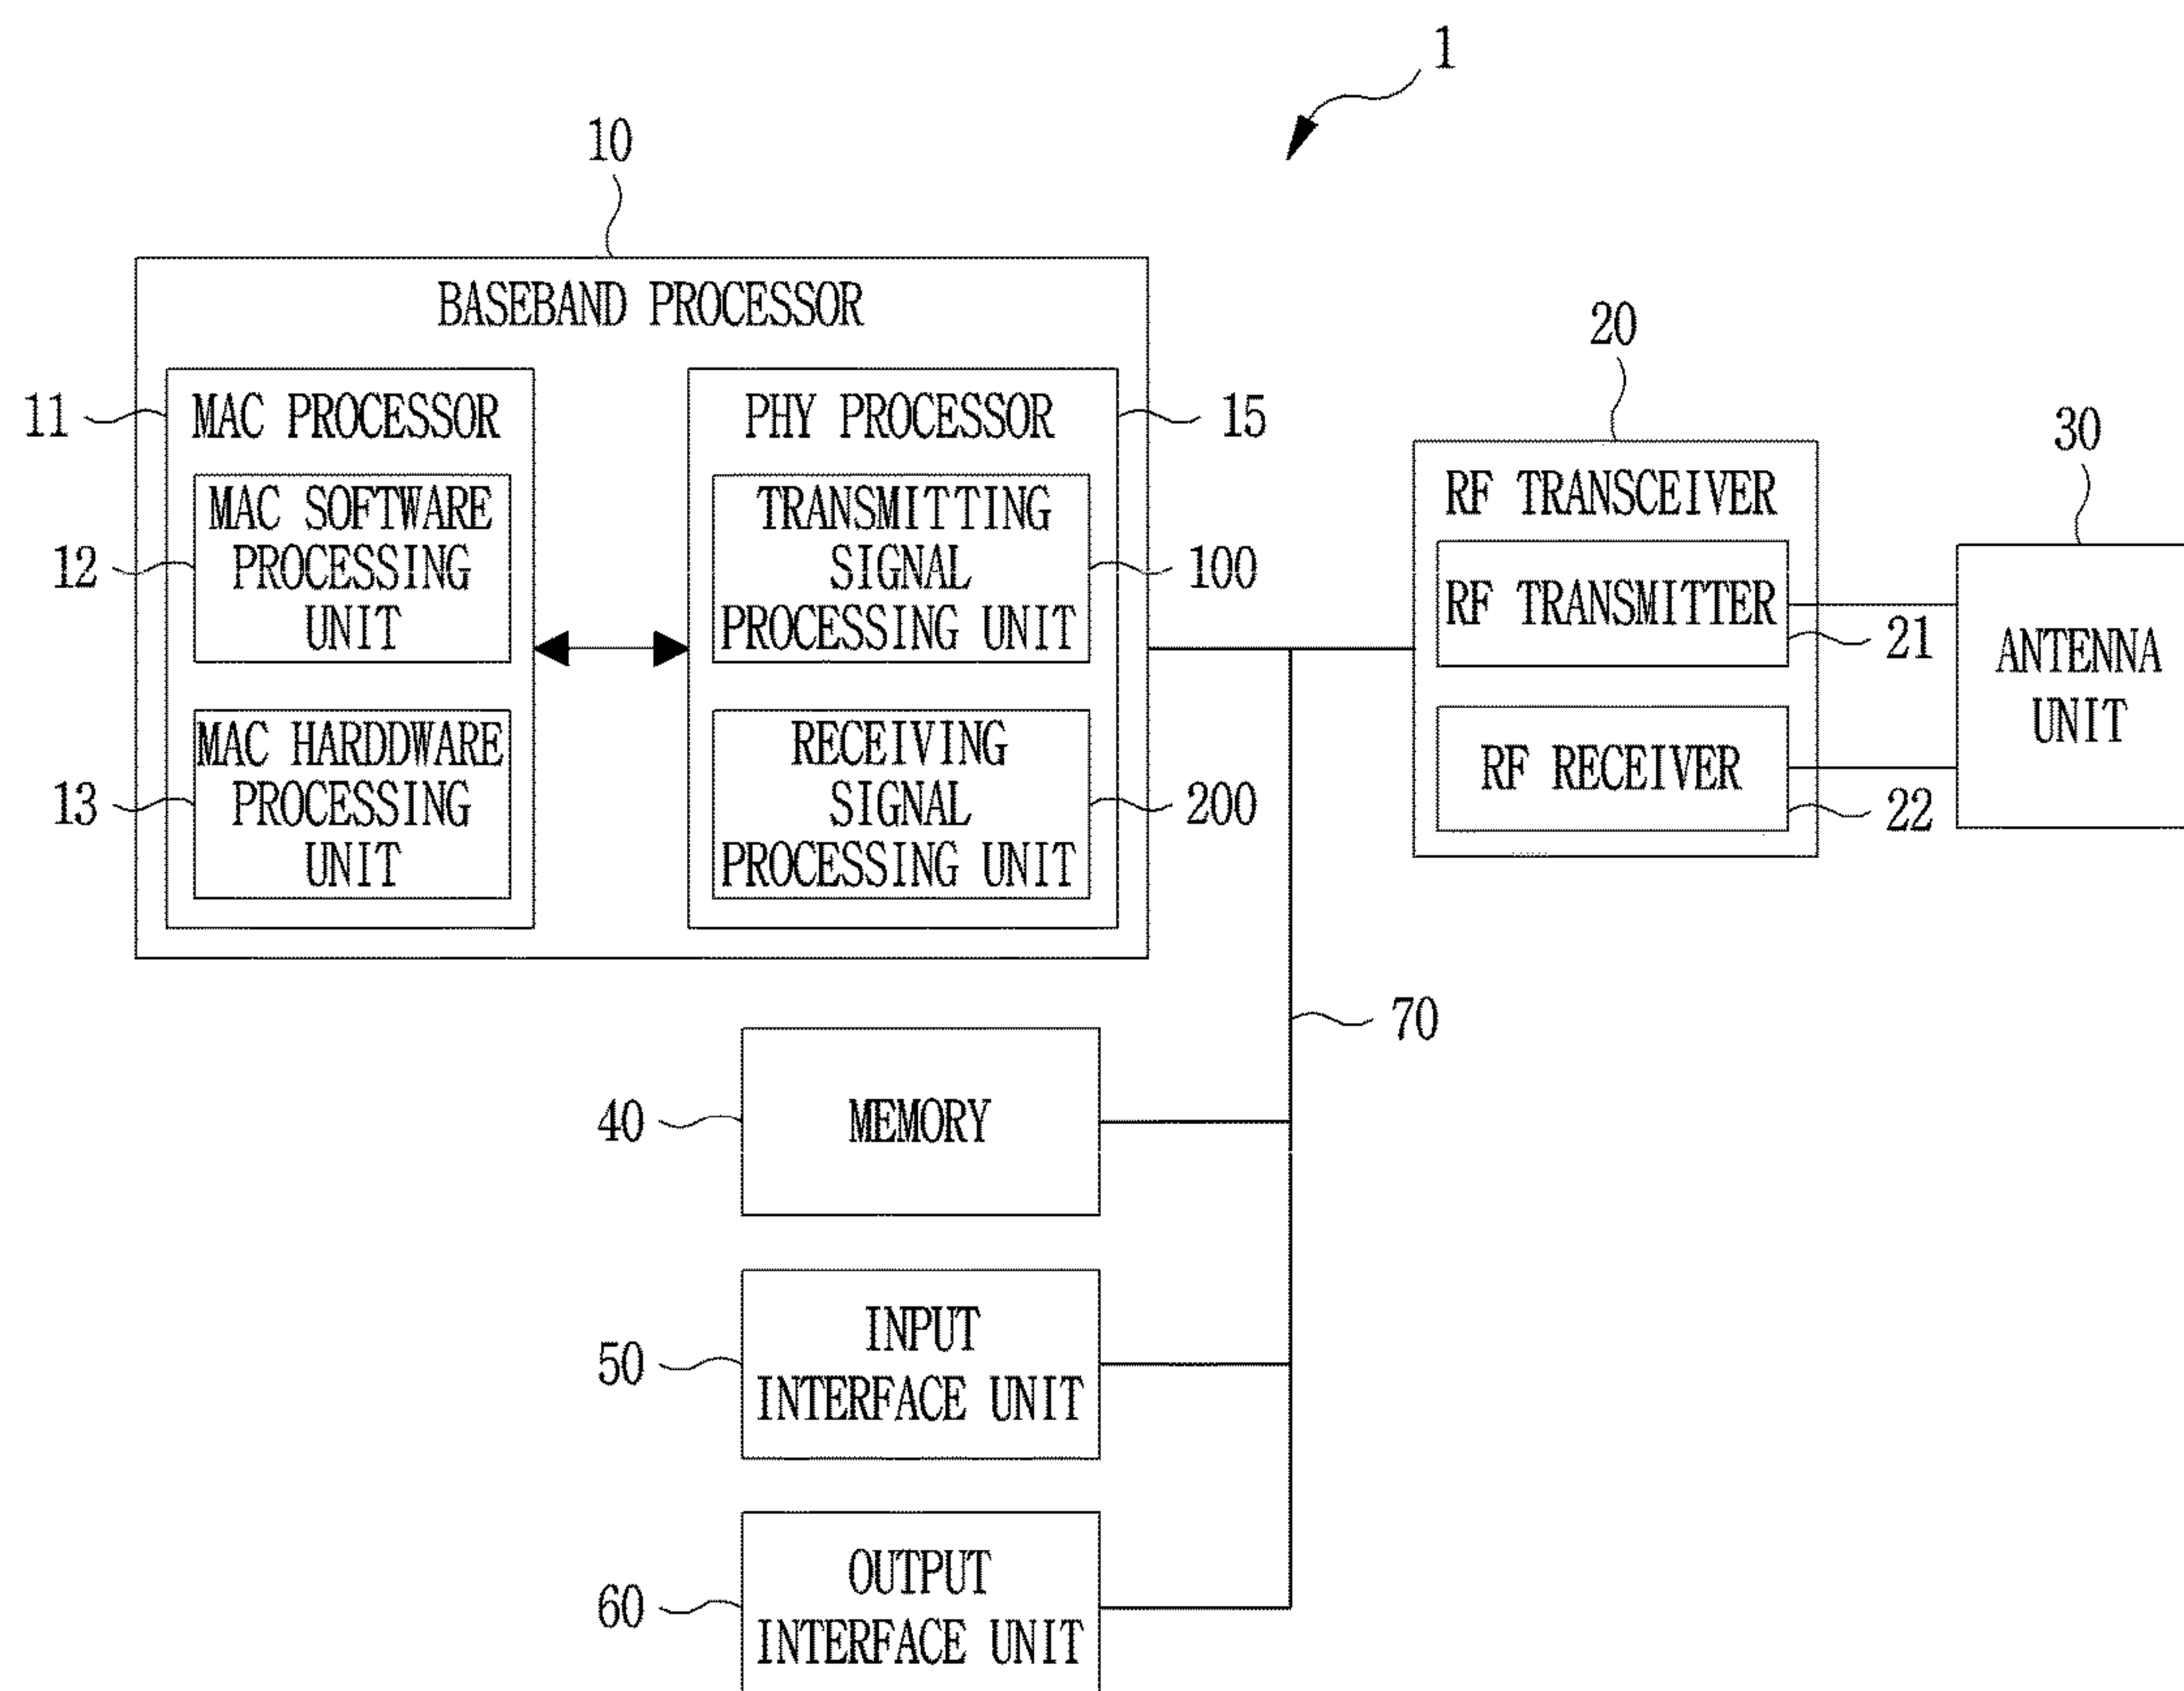 1
10
BASEBAND PROCESSOR
11
MAC PROCESSOR
12
MAC SOFTWARE
PROCESSING
UNIT
13
MAC HARDDWARE
PROCESSING
UNIT
PHY PROCESSOR
15
TRANSMITTING
SIGNAL
PROCESSING UNIT
100
RECEIVING
SIGNAL
PROCESSING UNIT
200
20
RF TRANSCEIVER
RF TRANSMITTER
21
RF RECEIVER
22
30
ANTENNA
UNIT
70
40
MEMORY
50
INPUT
INTERFACE UNIT
60
OUTPUT
INTERFACE UNIT